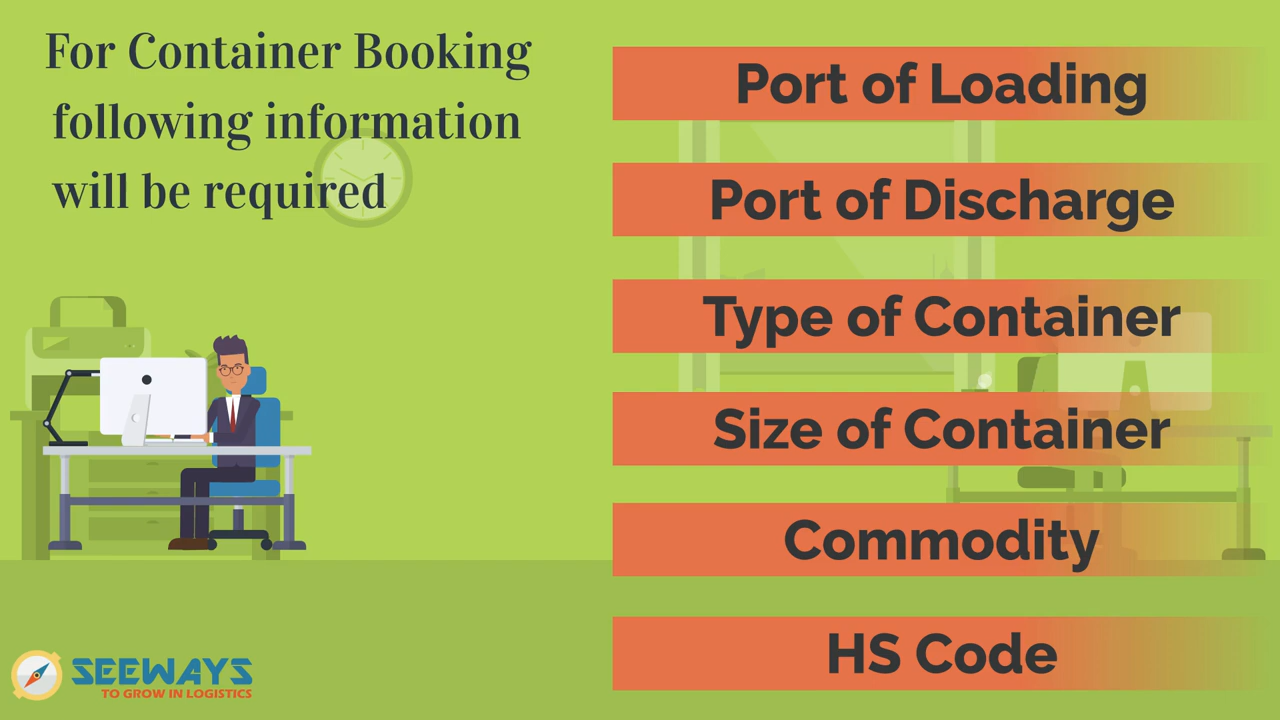 For Container Booking
following information
will be required
Port of Loading
Port of Discharge
Type of Container
Size of Container
Commodity
HS Code
SEEWAYS
TO GROW IN LOGISTICS